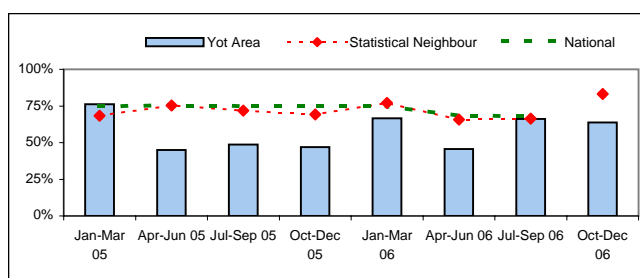 Yot Area Statistical Neighbour National
100%
75%
50%
25%
0%
Jan-Mar Apr-Jun 05 Jul-Sep 05 Oct-Dec Jan-Mar Apr-Jun 06 Jul-Sep 06 Oct-Dec
05 05 06 06